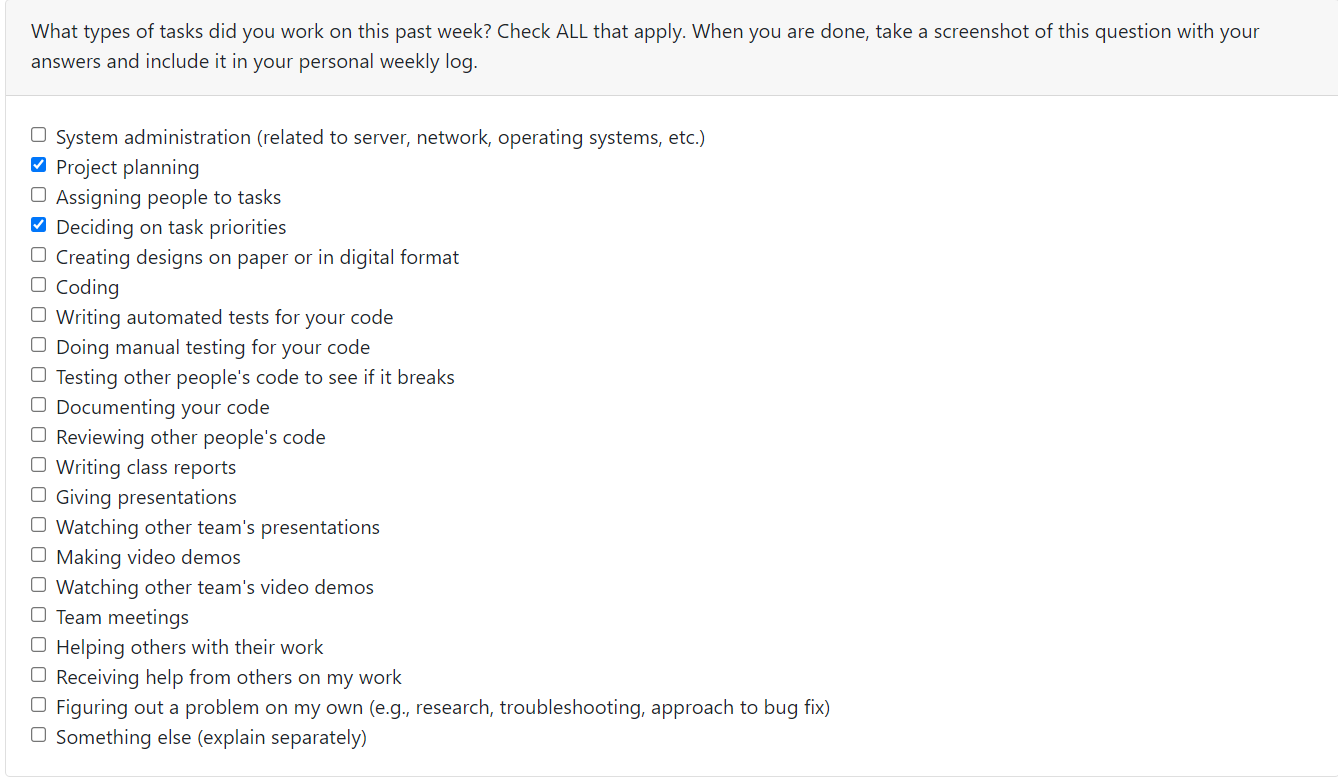 What types of tasks did you work on this past week? Check ALL that apply. When you are done, take a screenshot of this question with your
answers and include it in your personal weekly log.
System administration (related to server, network, operating systems, etc.)
Project planning
Assigning people to tasks
Deciding on task priorities
Creating designs on paper or in digital format
Coding
Writing automated tests for your code
Doing manual testing for your code
Testing other people's code to see if it breaks
Documenting your code
Reviewing other people's code
Writing class reports
Giving presentations
Watching other team's presentations
Making video demos
Watching other team's video demos
Team meetings
Helping others with their work
Receiving help from others on my work
Figuring out a problem on my own (e.g., research, troubleshooting, approach to bug fix)
Something else (explain separately)